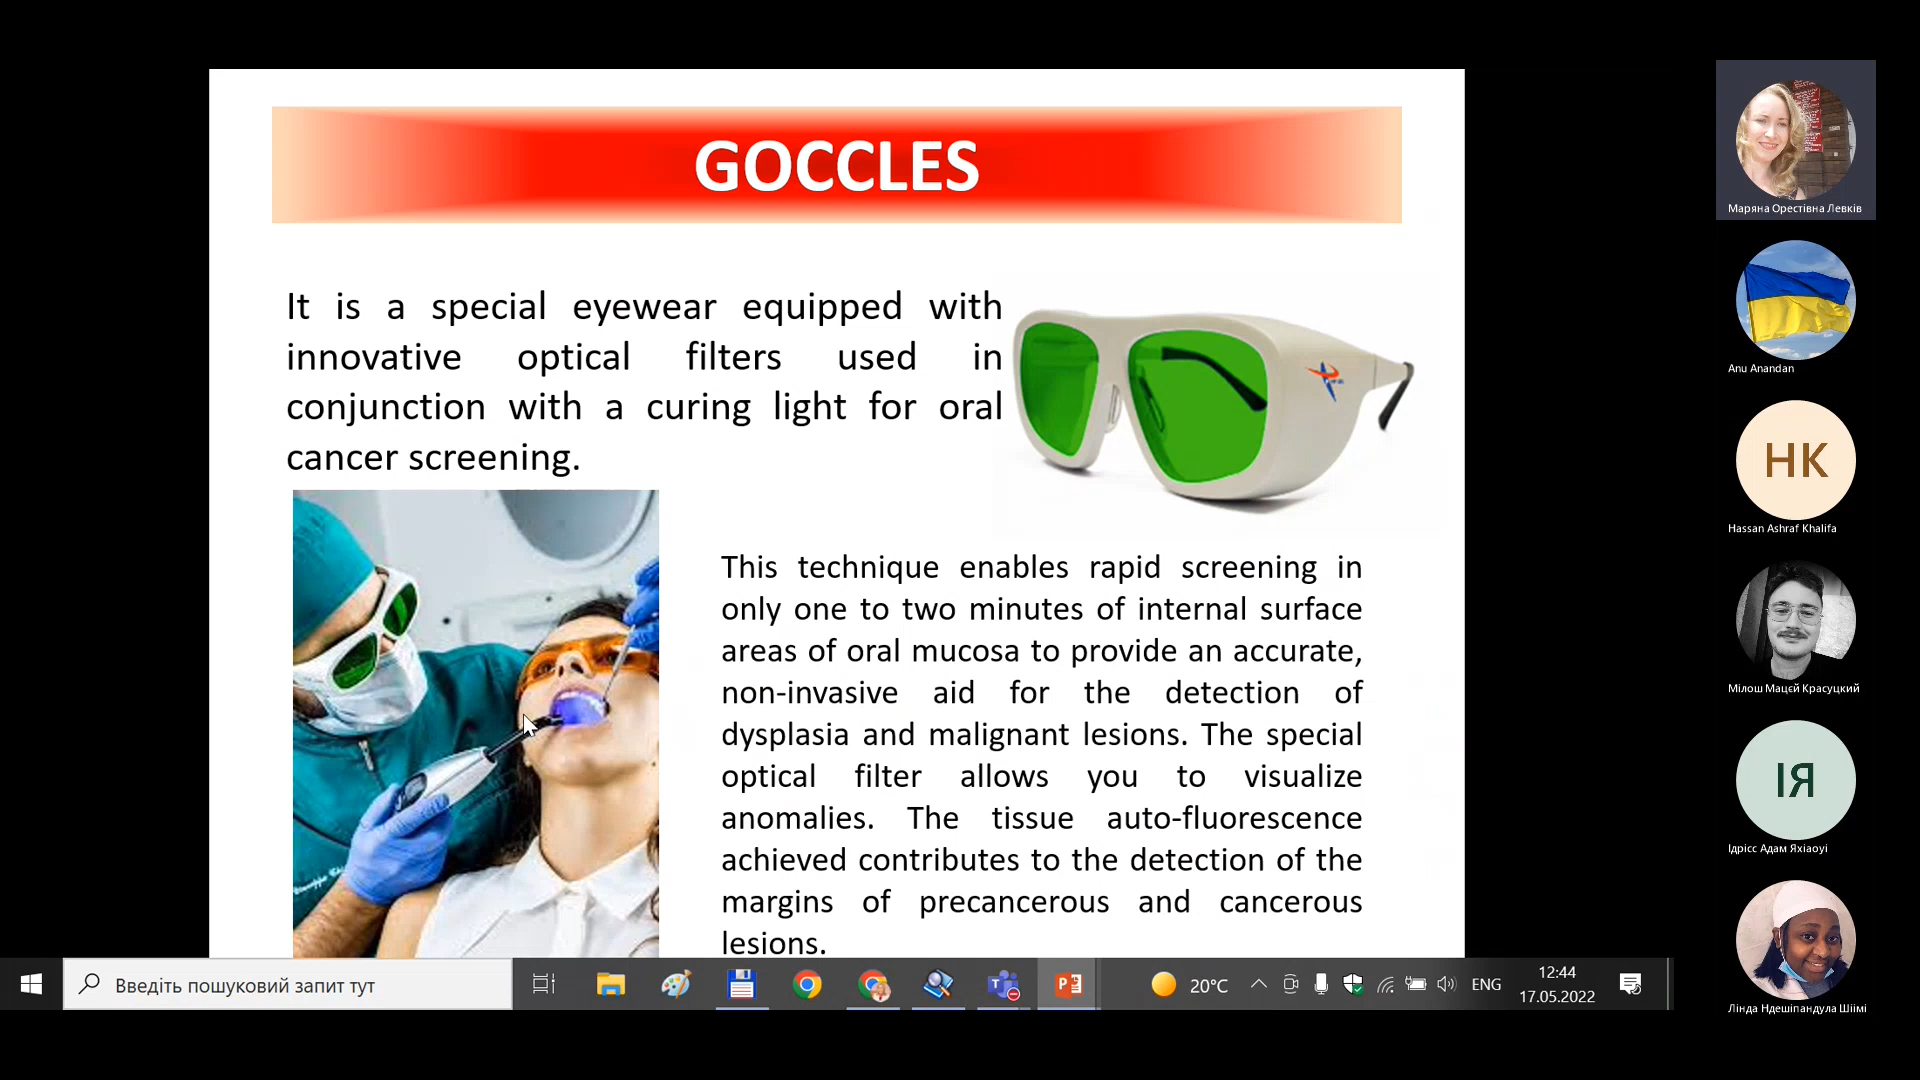 GOCCLES
It is a special eyewear equipped with
innovative optical filters used in
conjunction with a curing light for oral
cancer screening.
This technique enables rapid screening in
only one to two minutes of internal surface
areas of oral mucosa to provide an accurate,
non-invasive aid for the detection of
dysplasia and malignant lesions. The special
optical filter allows you to visualize
anomalies. The tissue auto-fluorescence
achieved contributes to the detection of the
margins of precancerous and cancerous
lesions.
Маряна Орестівна Левків
Anu Anandan
НК
Hassan Ashraf Khalifa
Мілош Мацєй Красуцкий
ІЯ
Ідрісс Адам Яхіаоуі
Лінда Ндешіпандула Шіімі
Введіть пошуковий запит тут
20°C
ENG
12:44
17.05.2022